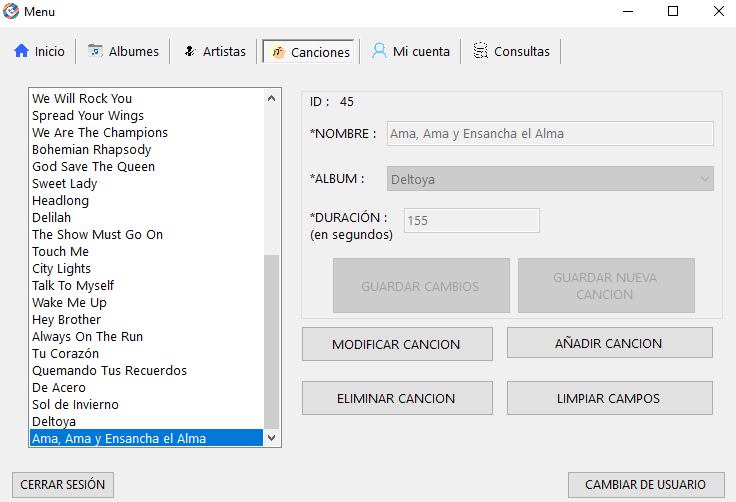 Menu
Inicio
Albumes
Artistas
Canciones
Mi cuenta
Consultas
We Will Rock You
Spread Your Wings
We Are The Champions
Bohemian Rhapsody
God Save The Queen
Sweet Lady
Headlong
Delilah
The Show Must Go On
Touch Me
City Lights
Talk To Myself
Wake Me Up
Hey Brother
Always On The Run
Tu Corazón
Quemando Tus Recuerdos
De Acero
Sol de Invierno
Deltoya
Ama, Ama y Ensancha el Alma
ID : 45
*NOMBRE : Ama, Ama y Ensancha el Alma
*ALBUM : Deltoya
*DURACIÓN : 155
(en segundos)
GUARDAR CAMBIOS
GUARDAR NUEVA
CANCION
MODIFICAR CANCION
AÑADIR CANCION
ELIMINAR CANCION
LIMPIAR CAMPOS
CERRAR SESIÓN
CAMBIAR DE USUARIO